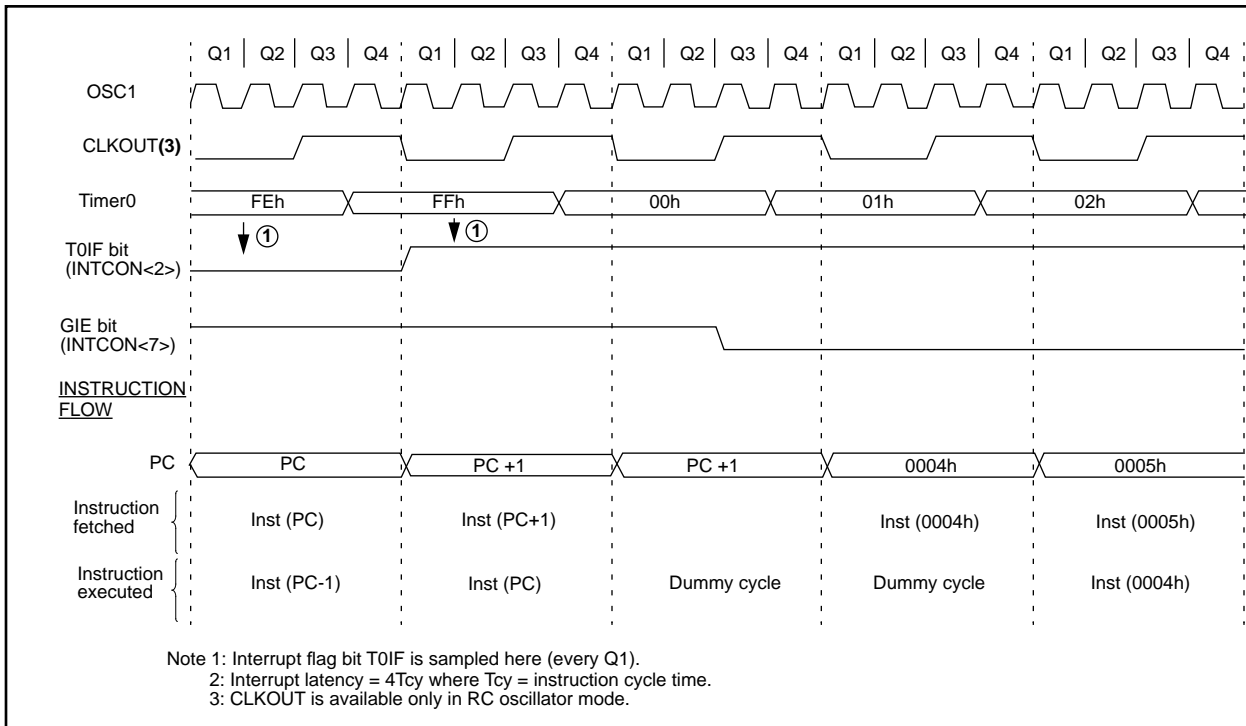 Q1 Q2 Q3 Q4 Q1 Q2 Q3 Q4 Q1 Q2 Q3 Q4 Q1 Q2 Q3 Q4 Q1 Q2 Q3 Q4
OSC1
CLKOUT(3)
Timer0 FEh FFh 00h 01h 02h
1 1
T0IF bit
(INTCON<2>)
GIE bit
(INTCON<7>)
INSTRUCTION
FLOW
PC PC PC +1 PC +1 0004h 0005h
Instruction
fetched
Inst (PC) Inst (PC+1) Inst (0004h) Inst (0005h)
Instruction
executed
Inst (PC-1) Inst (PC) Dummy cycle Dummy cycle Inst (0004h)
Note 1: Interrupt flag bit T0IF is sampled here (every Q1).
2: Interrupt latency = 4Tcy where Tcy = instruction cycle time.
3: CLKOUT is available only in RC oscillator mode.